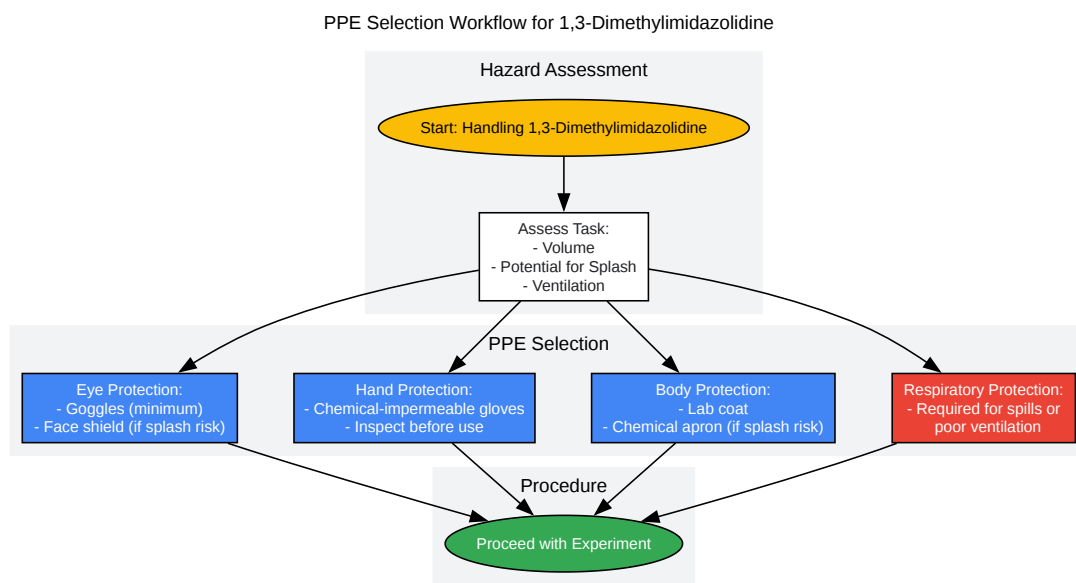 PPE Selection Workflow for 1,3-Dimethylimidazolidine
Hazard Assessment
Start: Handling 1,3-Dimethylimidazolidine
Assess Task:
- Volume
- Potential for Splash
- Ventilation
PPE Selection
Eye Protection:
- Goggles (minimum)
- Face shield (if splash risk)
Hand Protection:
- Chemical-impermeable gloves
- Inspect before use
Body Protection:
- Lab coat
- Chemical apron (if splash risk)
Respiratory Protection:
- Required for spills or
poor ventilation
Procedure
Proceed with Experiment